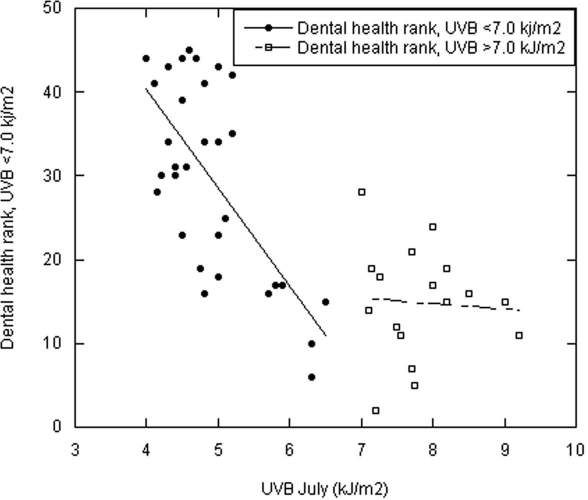 Dental health rank, UVB <7.0 kj/m2
Dental health rank, UVB >7.0 kJ/m2
50
40
30
20
10
0
Dental health rank, UVB <7.0 kj/m2
3 4 5 6 7 8 9 10
UVB July (kJ/m2)